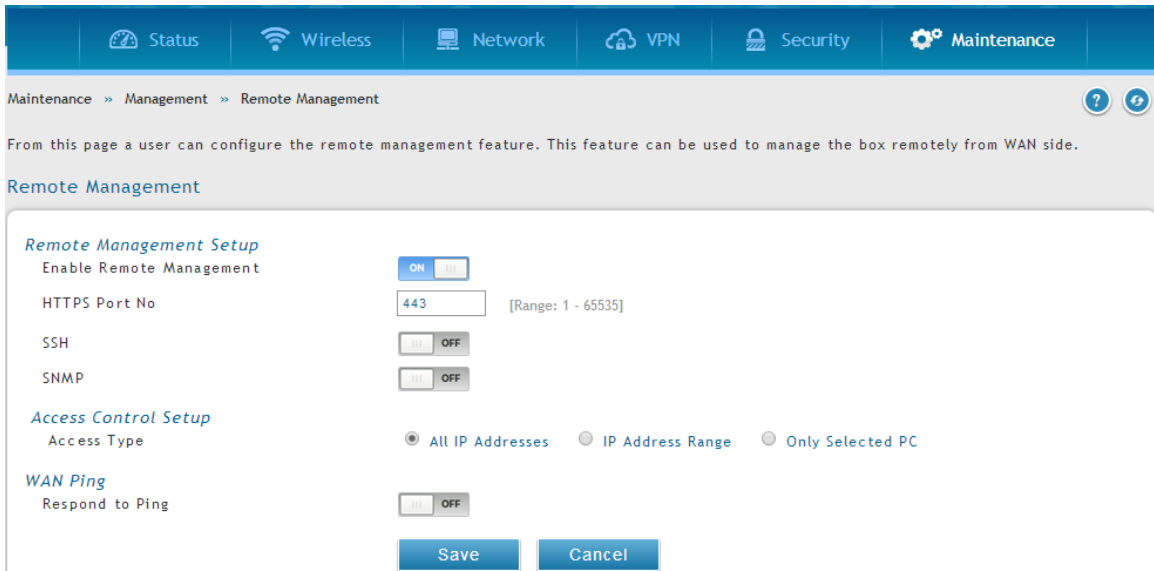 Status Wireless Network VPN Security Maintenance
Maintenance » Management » Remote Management ?
From this page a user can configure the remote management feature. This feature can be used to manage the box remotely from WAN side.
Remote Management
Remote Management Setup
Enable Remote Management ON
HTTPS Port No 443 [Range: 1 - 65535]
SSH OFF
SNMP OFF
Access Control Setup
Access Type All IP Addresses IP Address Range Only Selected PC
WAN Ping
Respond to Ping OFF
Save Cancel